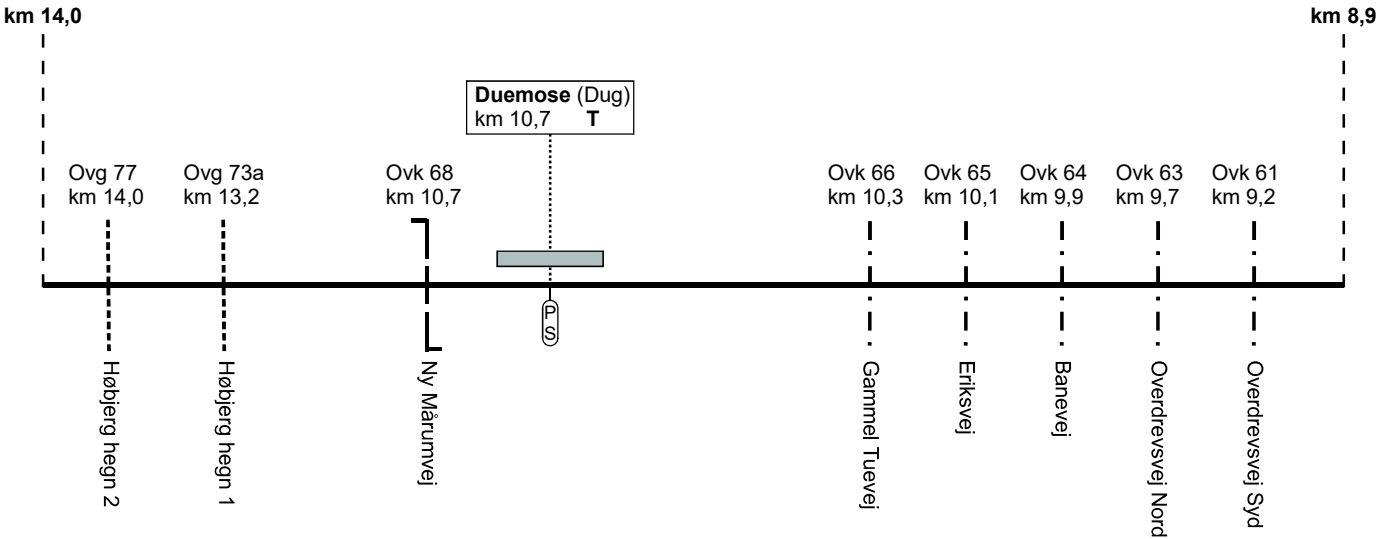 km 14,0
km 8,9
Duemose (Dug)
km 10,7 T
Ovg 77
km 14,0
Ovg 73a
km 13,2
Ovk 68
km 10,7
Ovk 66
km 10,3
Ovk 65
km 10,1
Ovk 64
km 9,9
Ovk 63
km 9,7
Ovk 61
km 9,2
P
S
Høbjerg hegn 2
Høbjerg hegn 1
Ny Mårumvej
Gammel Tuevej
Eriksvej
Banevej
Overdrevsvej Nord
Overdrevsvej Syd